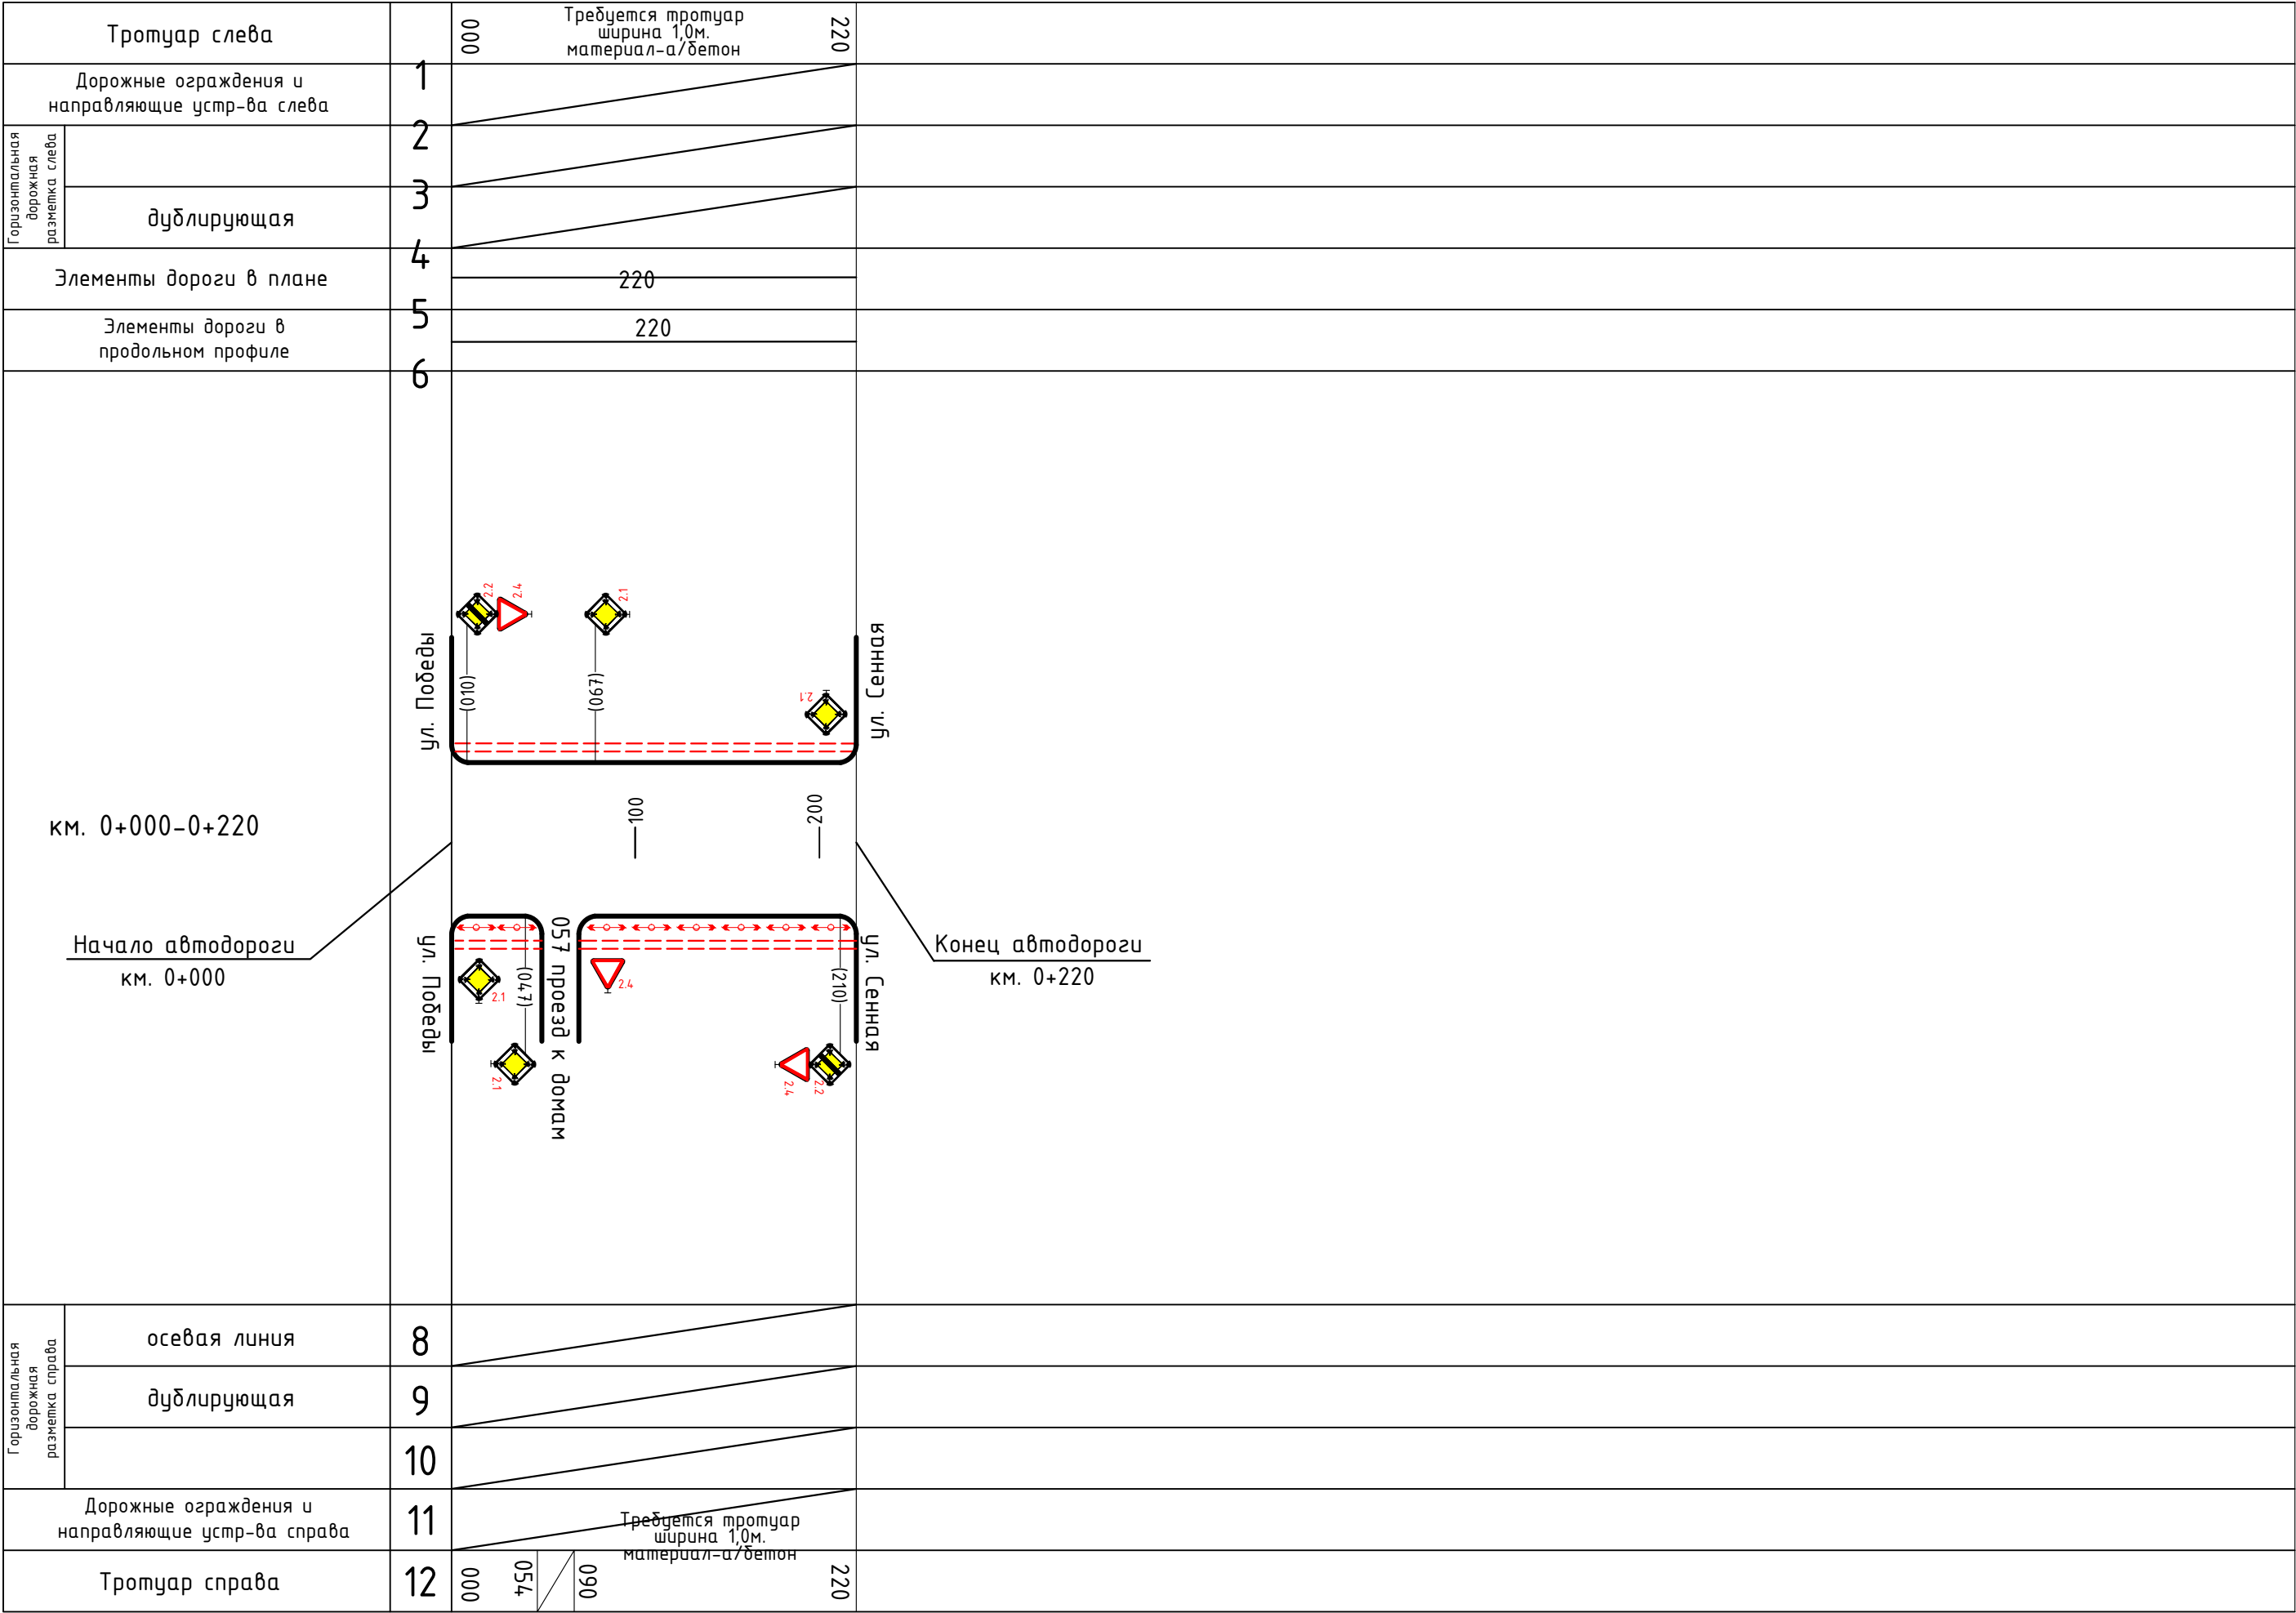 Тротуар слева
000
Требуется тротуар
ширина 1,0м.
материал-а/бетон
220
Дорожные ограждения и
направляющие устр-ва слева
1
Горизонтальная
дорожная
разметка слева
2
3
дублирующая
4
Элементы дороги в плане
220
5
Элементы дороги в
продольном профиле
220
6
2.2
2.4
2.1
ул. Победы
(010)
(067)
2.1
ул. Сенная
км. 0+000-0+220
100
200
Начало автодороги
км. 0+000
ул. Победы
2.1
(047)
2.1
057 проезд к домам
2.4
(210)
2.4
2.2
ул. Сенная
Конец автодороги
км. 0+220
Горизонтальная
дорожная
разметка справа
осевая линия
8
дублирующая
9
10
Дорожные ограждения и
направляющие устр-ва справа
11
Требуется тротуар
ширина 1,0м.
материал-а/бетон
Тротуар справа
12
000
054
060
220